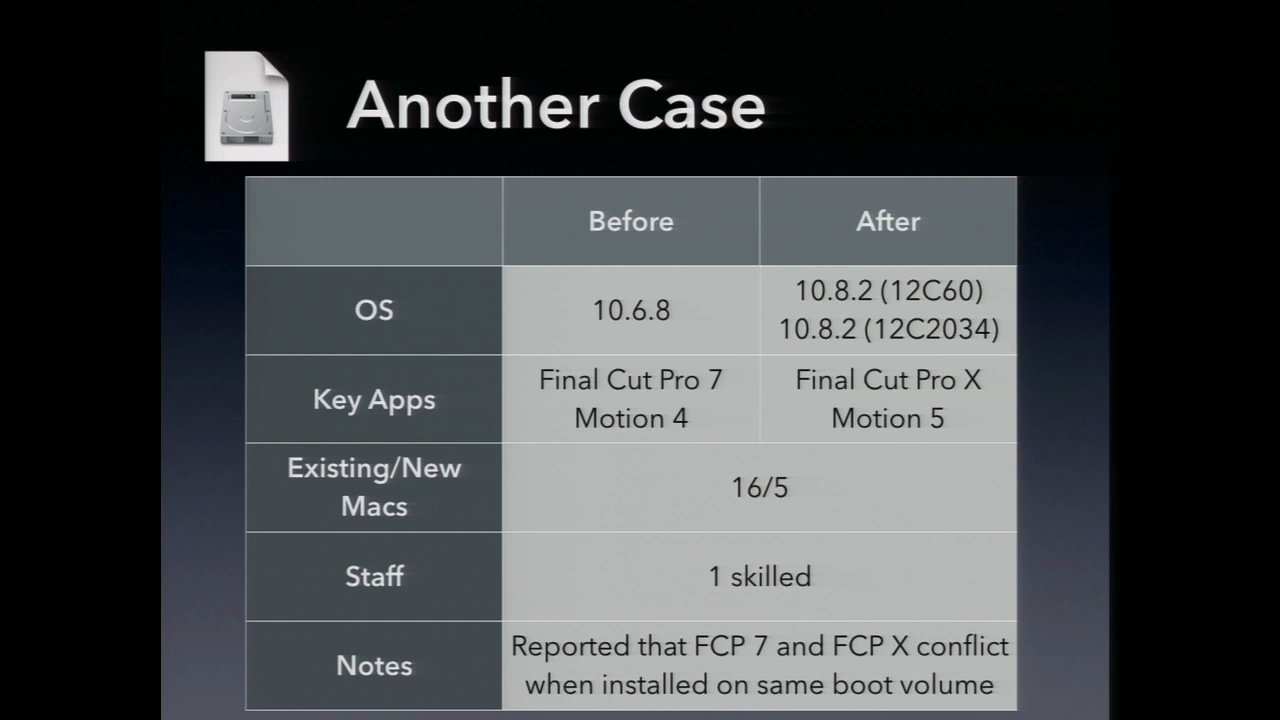 Another Case
Before
After
OS
10.6.8
10.8.2 (12C60)
10.8.2 (12C2034)
Key Apps
Final Cut Pro 7
Motion 4
Final Cut Pro X
Motion 5
Existing/New
Macs
16/5
Staff
1 skilled
Notes
Reported that FCP 7 and FCP X conflict
when installed on same boot volume